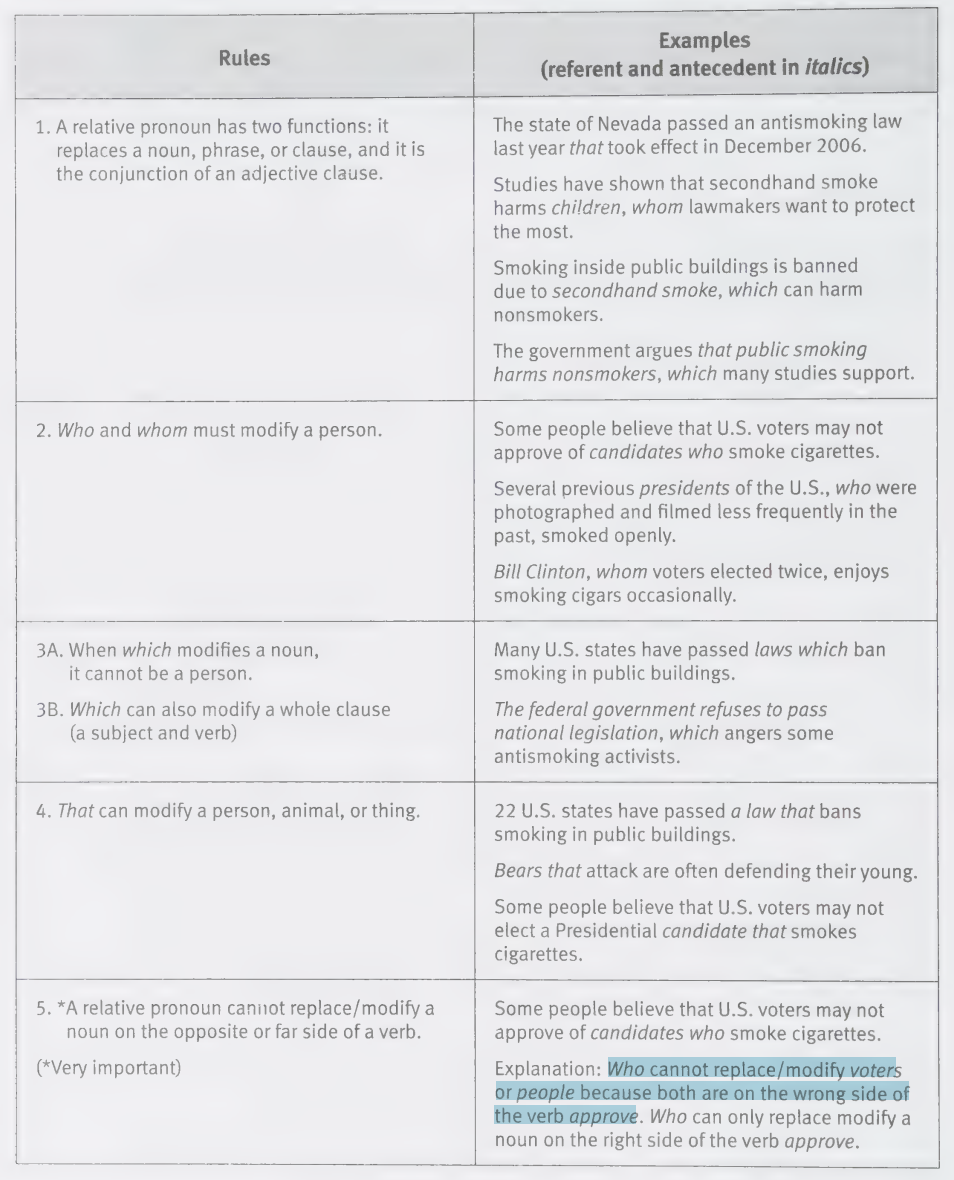 Rules
Examples
(referent and antecedent in italics)
1. A relative pronoun has two functions: it
replaces a noun, phrase, or clause, and it is
the conjunction of an adjective clause.
The state of Nevada passed an antismoking law
last year that took effect in December 2006.
Studies have shown that secondhand smoke
harms children, whom lawmakers want to protect
the most.
Smoking inside public buildings is banned
due to secondhand smoke, which can harm
nonsmokers.
The government argues that public smoking
harms nonsmokers, which many studies support.
2. Who and whom must modify a person.
Some people believe that U.S. voters may not
approve of candidates who smoke cigarettes.
Several previous presidents of the U.S., who were
photographed and filmed less frequently in the
past, smoked openly.
Bill Clinton, whom voters elected twice, enjoys
smoking cigars occasionally.
3A. When which modifies a noun,
it cannot be a person.
3B. Which can also modify a whole clause
(a subject and verb)
Many U.S. states have passed laws which ban
smoking in public buildings.
The federal government refuses to pass
national legislation, which angers some
antismoking activists.
4. That can modify a person, animal, or thing.
22 U.S. states have passed a law that bans
smoking in public buildings.
Bears that attack are often defending their young.
Some people believe that U.S. voters may not
elect a Presidential candidate that smokes
cigarettes.
5. *A relative pronoun cannot replace/modify a
noun on the opposite or far side of a verb.
(*Very important)
Some people believe that U.S. voters may not
approve of candidates who smoke cigarettes.
Explanation: Who cannot replace/modify voters
or people because both are on the wrong side of
the verb approve. Who can only replace modify a
noun on the right side of the verb approve.